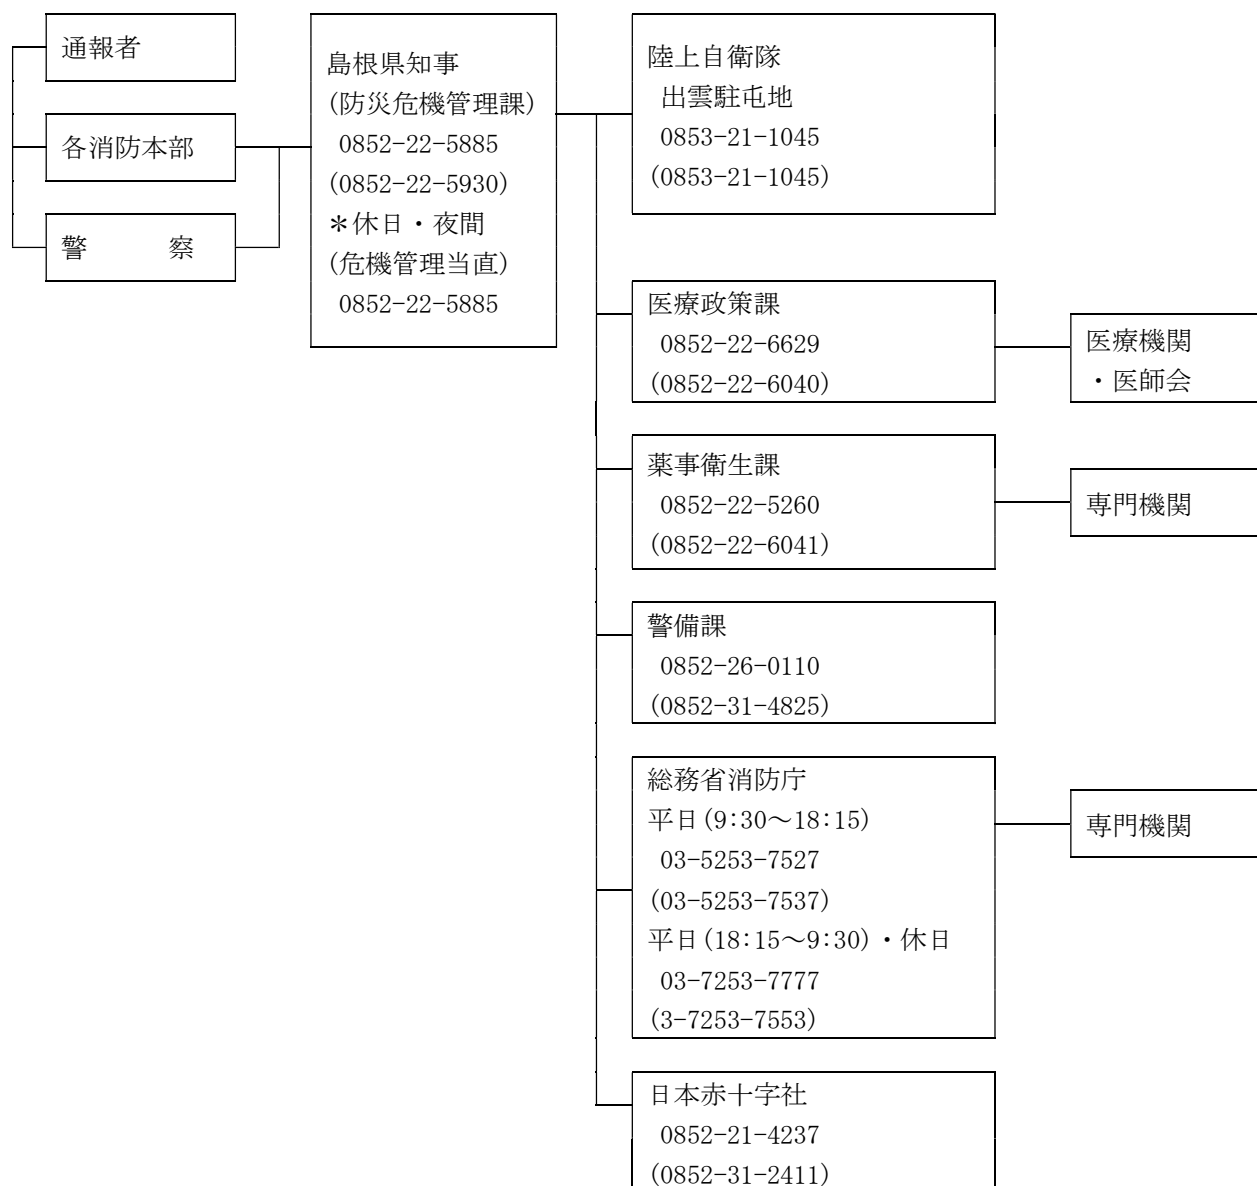 通報者
各消防本部
警　　察
島根県知事
(防災危機管理課)
0852-22-5885
(0852-22-5930)
＊休日・夜間
(危機管理当直)
0852-22-5885
陸上自衛隊
出雲駐屯地
0853-21-1045
(0853-21-1045)
医療政策課
0852-22-6629
(0852-22-6040)
医療機関
・医師会
薬事衛生課
0852-22-5260
(0852-22-6041)
専門機関
警備課
0852-26-0110
(0852-31-4825)
総務省消防庁
平日(9:30～18:15)
03-5253-7527
(03-5253-7537)
平日(18:15～9:30)・休日
03-7253-7777
(3-7253-7553)
専門機関
日本赤十字社
0852-21-4237
(0852-31-2411)